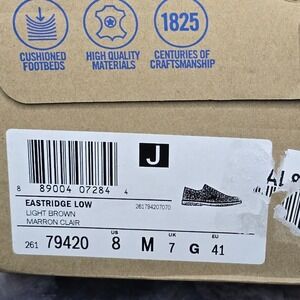 CUSHIONED
FOOTBEDS
HIGH QUALITY
MATERIALS
1825
CENTURIES OF
CRAFTSMANSHIP
J
8 89004 07284 4
EASTRIDGE LOW
LIGHT BROWN
MARRON CLAIR
261794207070
US UK EU
261 79420 8 M 7 G 41